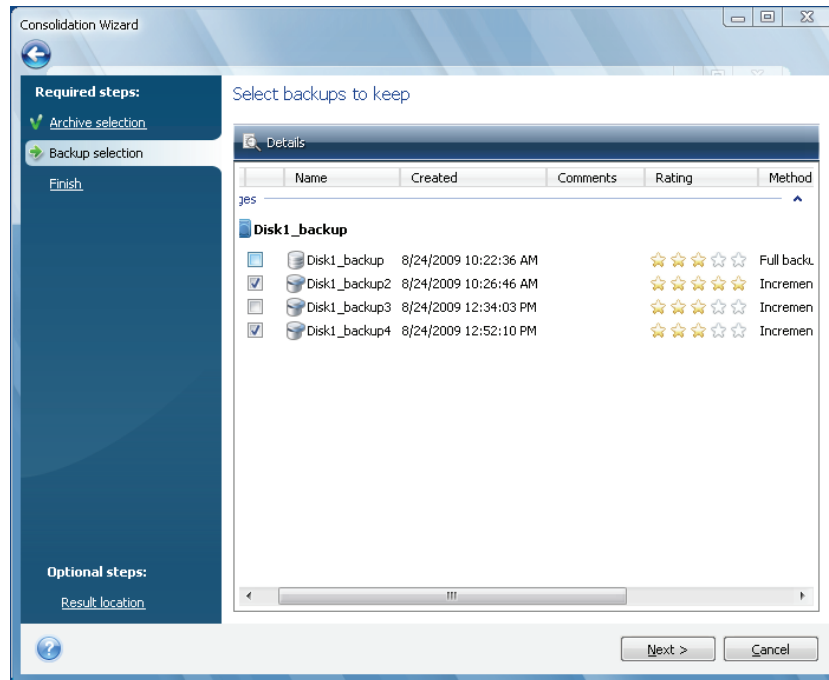 Consolidation Wizard
Required steps:
Archive selection
Backup selection
Finish
Optional steps:
Result location
Select backups to keep
Details
Name Created Comments Rating Method
ges
Disk1_backup
Disk1_backup 8/24/2009 10:22:36 AM Full backu
Disk1_backup2 8/24/2009 10:26:46 AM Incremen
Disk1_backup3 8/24/2009 12:34:03 PM Incremen
Disk1_backup4 8/24/2009 12:52:10 PM Incremen
Next > Cancel